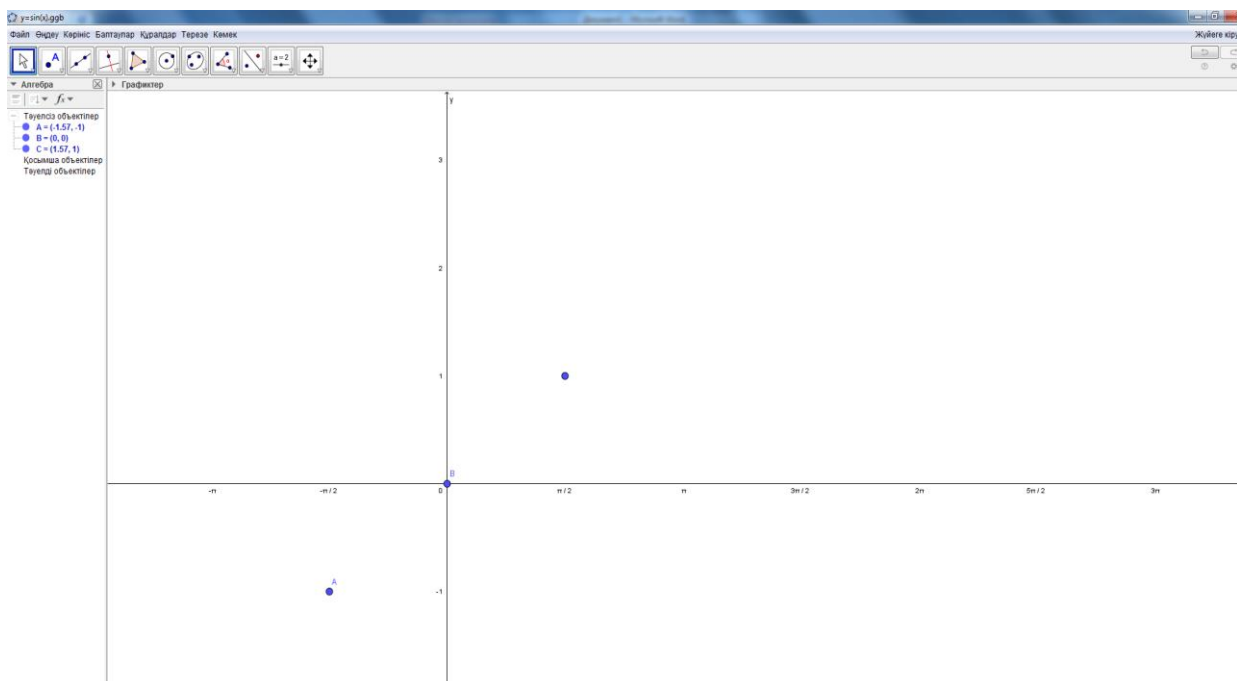 y=sin(x).ggb
Файл Өңдеу Көрініс Баптаулар Құралдар Терезе Көмек
Жүйеге кіру
A
a = 2
Алгебра
Графиктер
fx
Тәуелсіз объектілер
A = (-1.57, -1)
B = (0, 0)
C = (1.57, 1)
Қосымша объектілер
Тәуелді объектілер
y
3
2
1
B
-π -π / 2 0 π / 2 π 3π / 2 2π 5π / 2 3π
A
-1